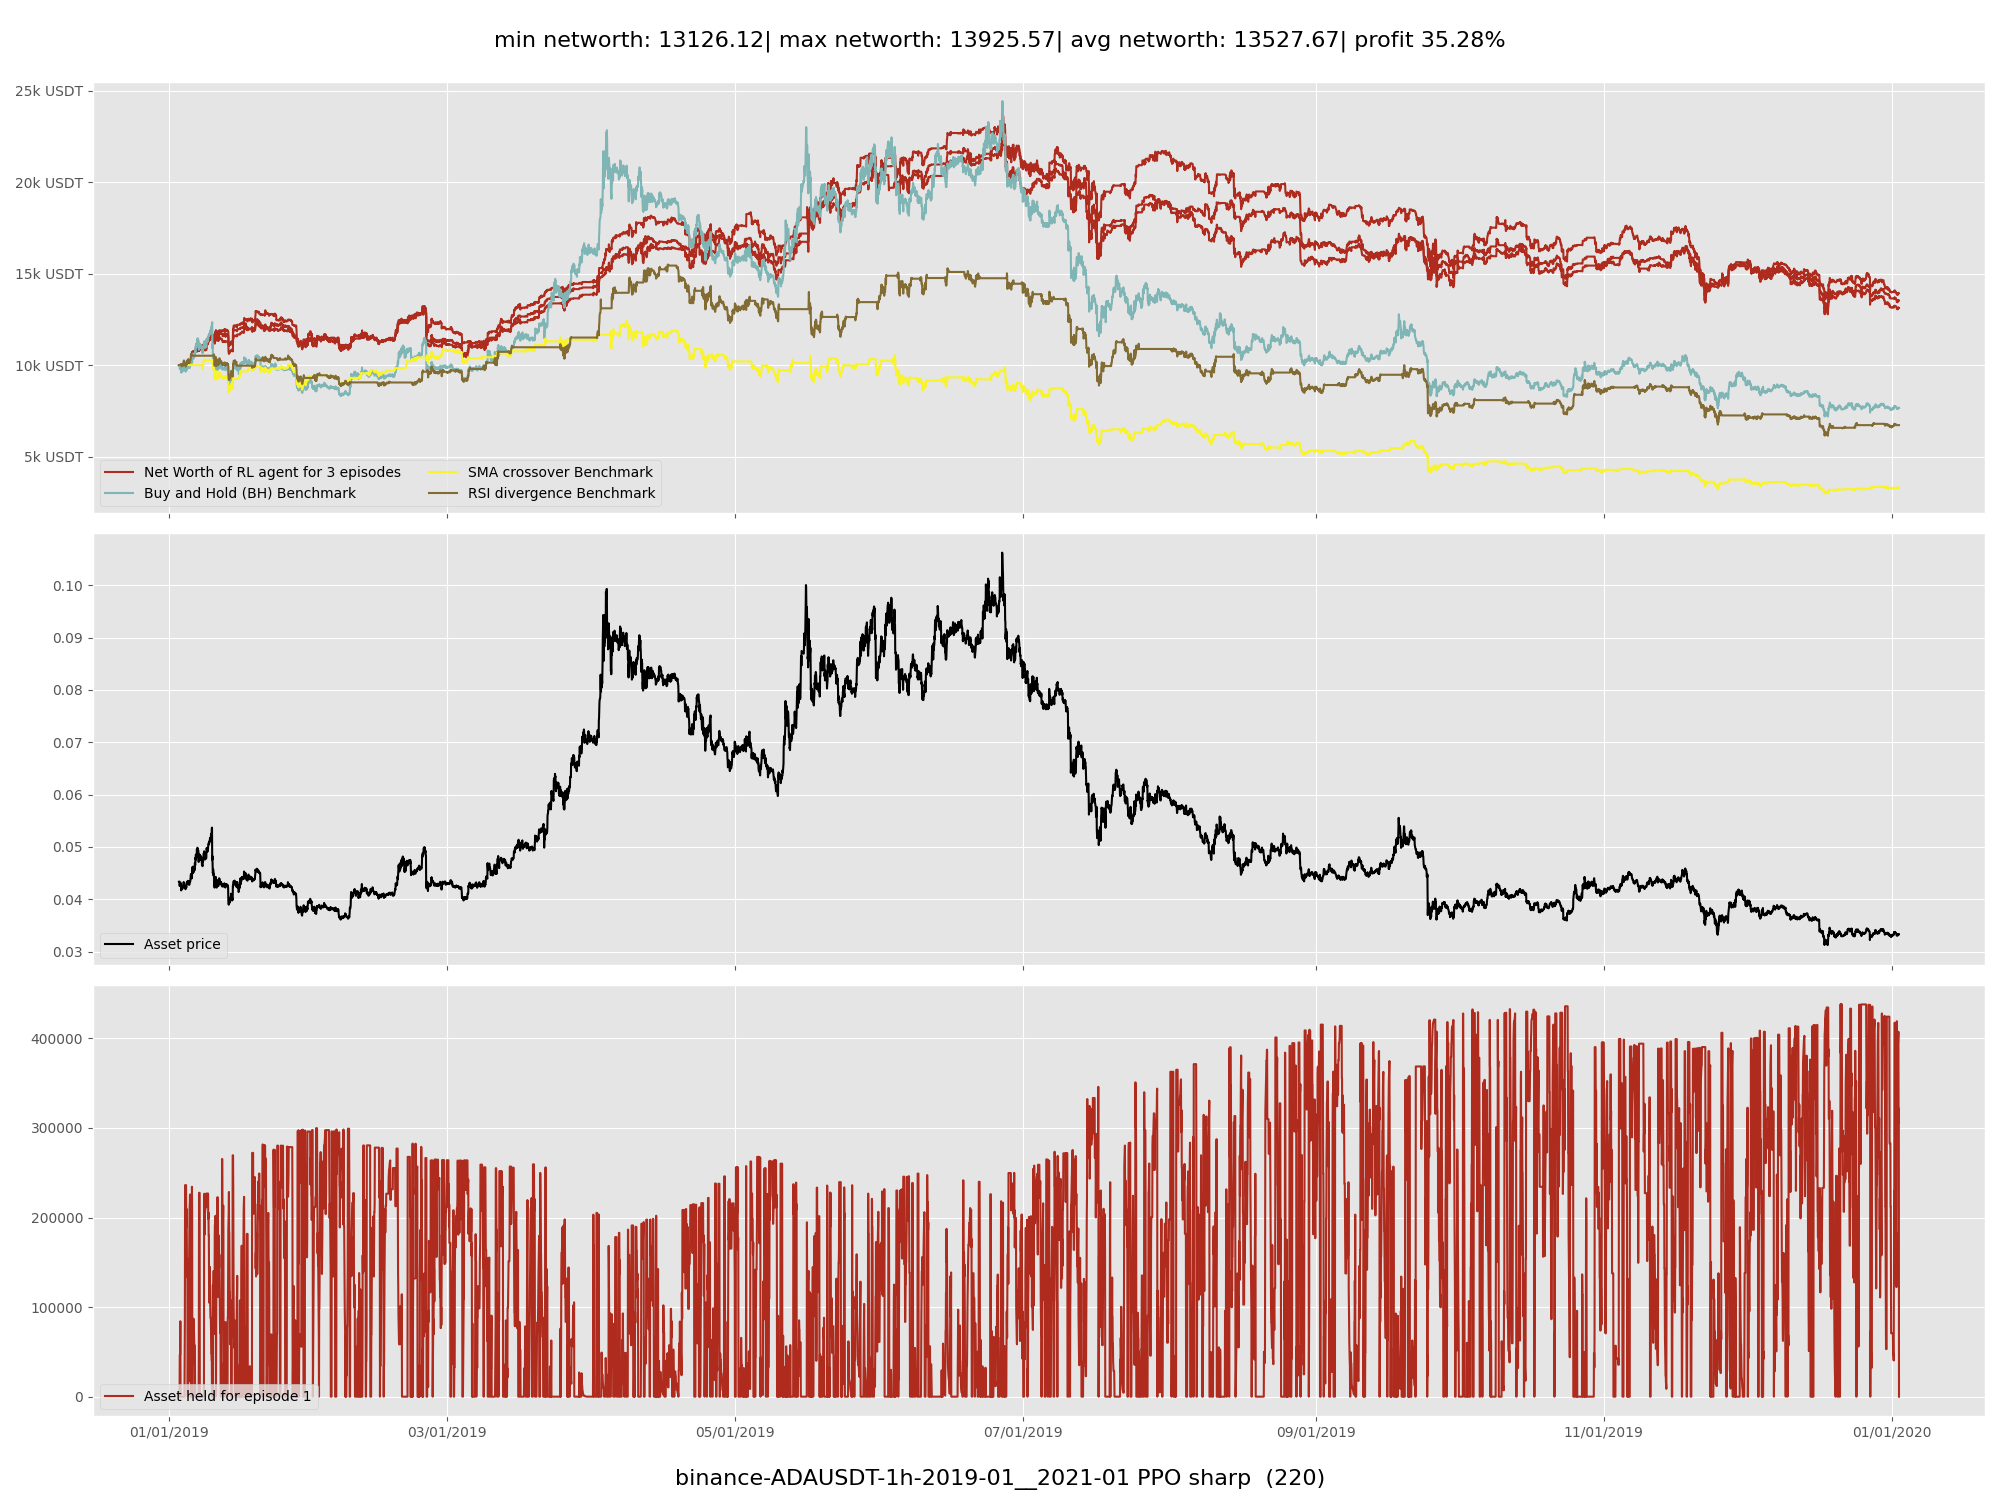 min networth: 13126.12| max networth: 13925.57| avg networth: 13527.67| profit 35.28%
25k USDT
20k USDT
15k USDT
10k USDT
5k USDT
Net Worth of RL agent for 3 episodes
Buy and Hold (BH) Benchmark
SMA crossover Benchmark
RSI divergence Benchmark
0.10
0.09
0.08
0.07
0.06
0.05
0.04
0.03
Asset price
400000
300000
200000
100000
0
Asset held for episode 1
01/01/2019 03/01/2019 05/01/2019 07/01/2019 09/01/2019 11/01/2019 01/01/2020
binance-ADAUSDT-1h-2019-01__2021-01 PPO sharp (220)